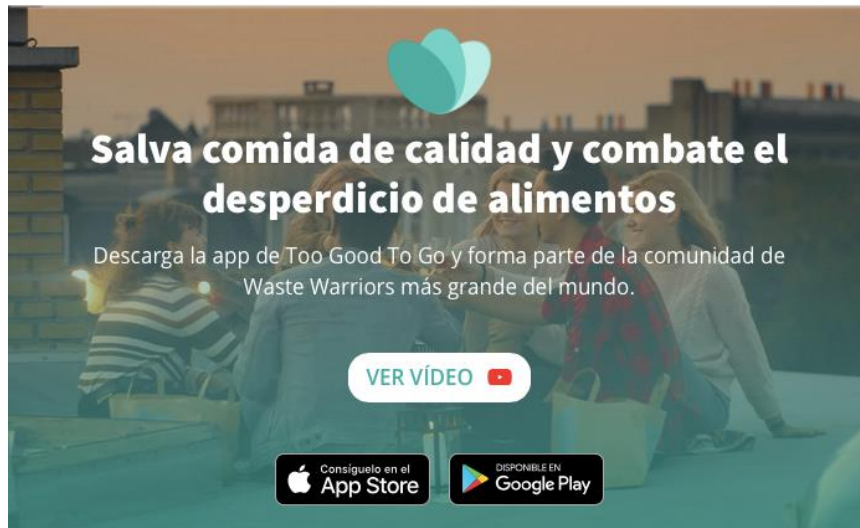 Salva comida de calidad y combate el
desperdicio de alimentos
Descarga la app de Too Good To Go y forma parte de la comunidad de
Waste Warriors más grande del mundo.
VER VÍDEO
Consíguelo en el
App Store
DISPONIBLE EN
Google Play